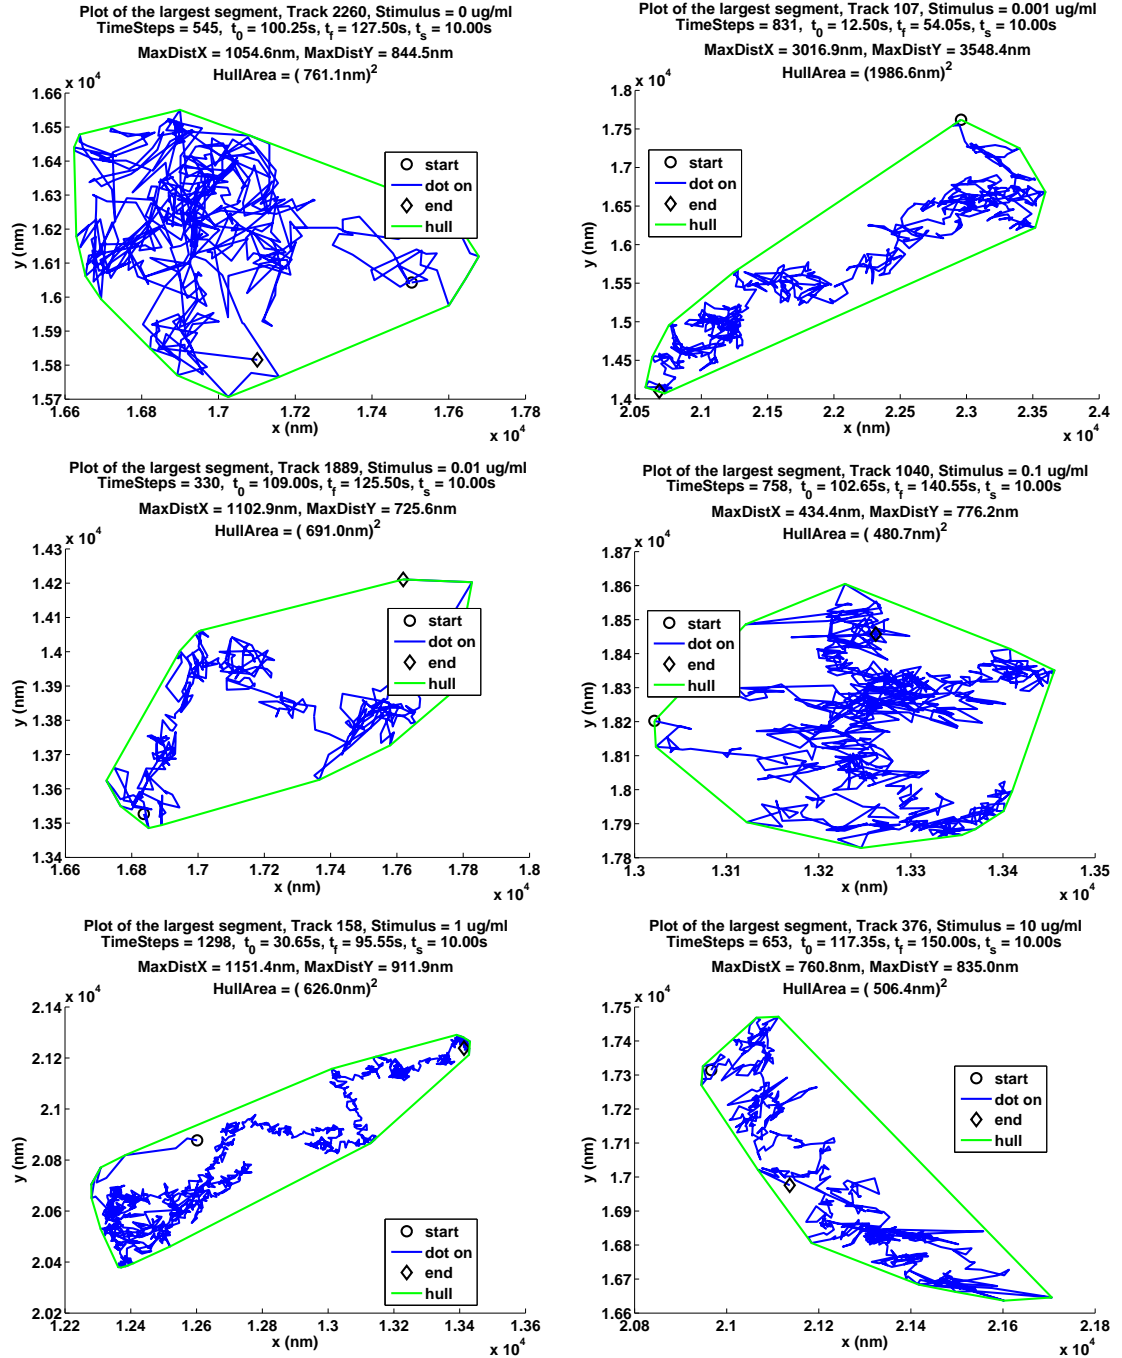 Plot of the largest segment, Track 2260, Stimulus = 0 ug/ml
TimeSteps = 545, t0 = 100.25s, tf = 127.50s, ts = 10.00s
MaxDistX = 1054.6nm, MaxDistY = 844.5nm
HullArea = ( 761.1nm)2
x 104
1.66
1.65
1.64
1.63
1.62
1.61
1.6
1.59
1.58
1.57
y (nm)
start
dot on
end
hull
1.66 1.68 1.7 1.72 1.74 1.76 1.78
x (nm)
x 104
Plot of the largest segment, Track 107, Stimulus = 0.001 ug/ml
TimeSteps = 831, t0 = 12.50s, tf = 54.05s, ts = 10.00s
MaxDistX = 3016.9nm, MaxDistY = 3548.4nm
HullArea = (1986.6nm)2
x 104
1.8
1.75
1.7
1.65
1.6
1.55
1.5
1.45
1.4
y (nm)
start
dot on
end
hull
2.05 2.1 2.15 2.2 2.25 2.3 2.35 2.4
x (nm)
x 104
Plot of the largest segment, Track 1889, Stimulus = 0.01 ug/ml
TimeSteps = 330, t0 = 109.00s, tf = 125.50s, ts = 10.00s
MaxDistX = 1102.9nm, MaxDistY = 725.6nm
HullArea = ( 691.0nm)2
x 104
1.43
1.42
1.41
1.4
1.39
1.38
1.37
1.36
1.35
1.34
y (nm)
start
dot on
end
hull
1.66 1.68 1.7 1.72 1.74 1.76 1.78 1.8
x (nm)
x 104
Plot of the largest segment, Track 1040, Stimulus = 0.1 ug/ml
TimeSteps = 758, t0 = 102.65s, tf = 140.55s, ts = 10.00s
MaxDistX = 434.4nm, MaxDistY = 776.2nm
HullArea = ( 480.7nm)2
x 104
1.87
1.86
1.85
1.84
1.83
1.82
1.81
1.8
1.79
1.78
y (nm)
start
dot on
end
hull
1.3 1.31 1.32 1.33 1.34 1.35
x (nm)
x 104
Plot of the largest segment, Track 158, Stimulus = 1 ug/ml
TimeSteps = 1298, t0 = 30.65s, tf = 95.55s, ts = 10.00s
MaxDistX = 1151.4nm, MaxDistY = 911.9nm
HullArea = ( 626.0nm)2
x 104
2.14
2.12
2.1
2.08
2.06
2.04
2.02
y (nm)
start
dot on
end
hull
1.22 1.24 1.26 1.28 1.3 1.32 1.34 1.36
x (nm)
x 104
Plot of the largest segment, Track 376, Stimulus = 10 ug/ml
TimeSteps = 653, t0 = 117.35s, tf = 150.00s, ts = 10.00s
MaxDistX = 760.8nm, MaxDistY = 835.0nm
HullArea = ( 506.4nm)2
x 104
1.75
1.74
1.73
1.72
1.71
1.7
1.69
1.68
1.67
1.66
y (nm)
start
dot on
end
hull
2.08 2.1 2.12 2.14 2.16 2.18
x (nm)
x 104